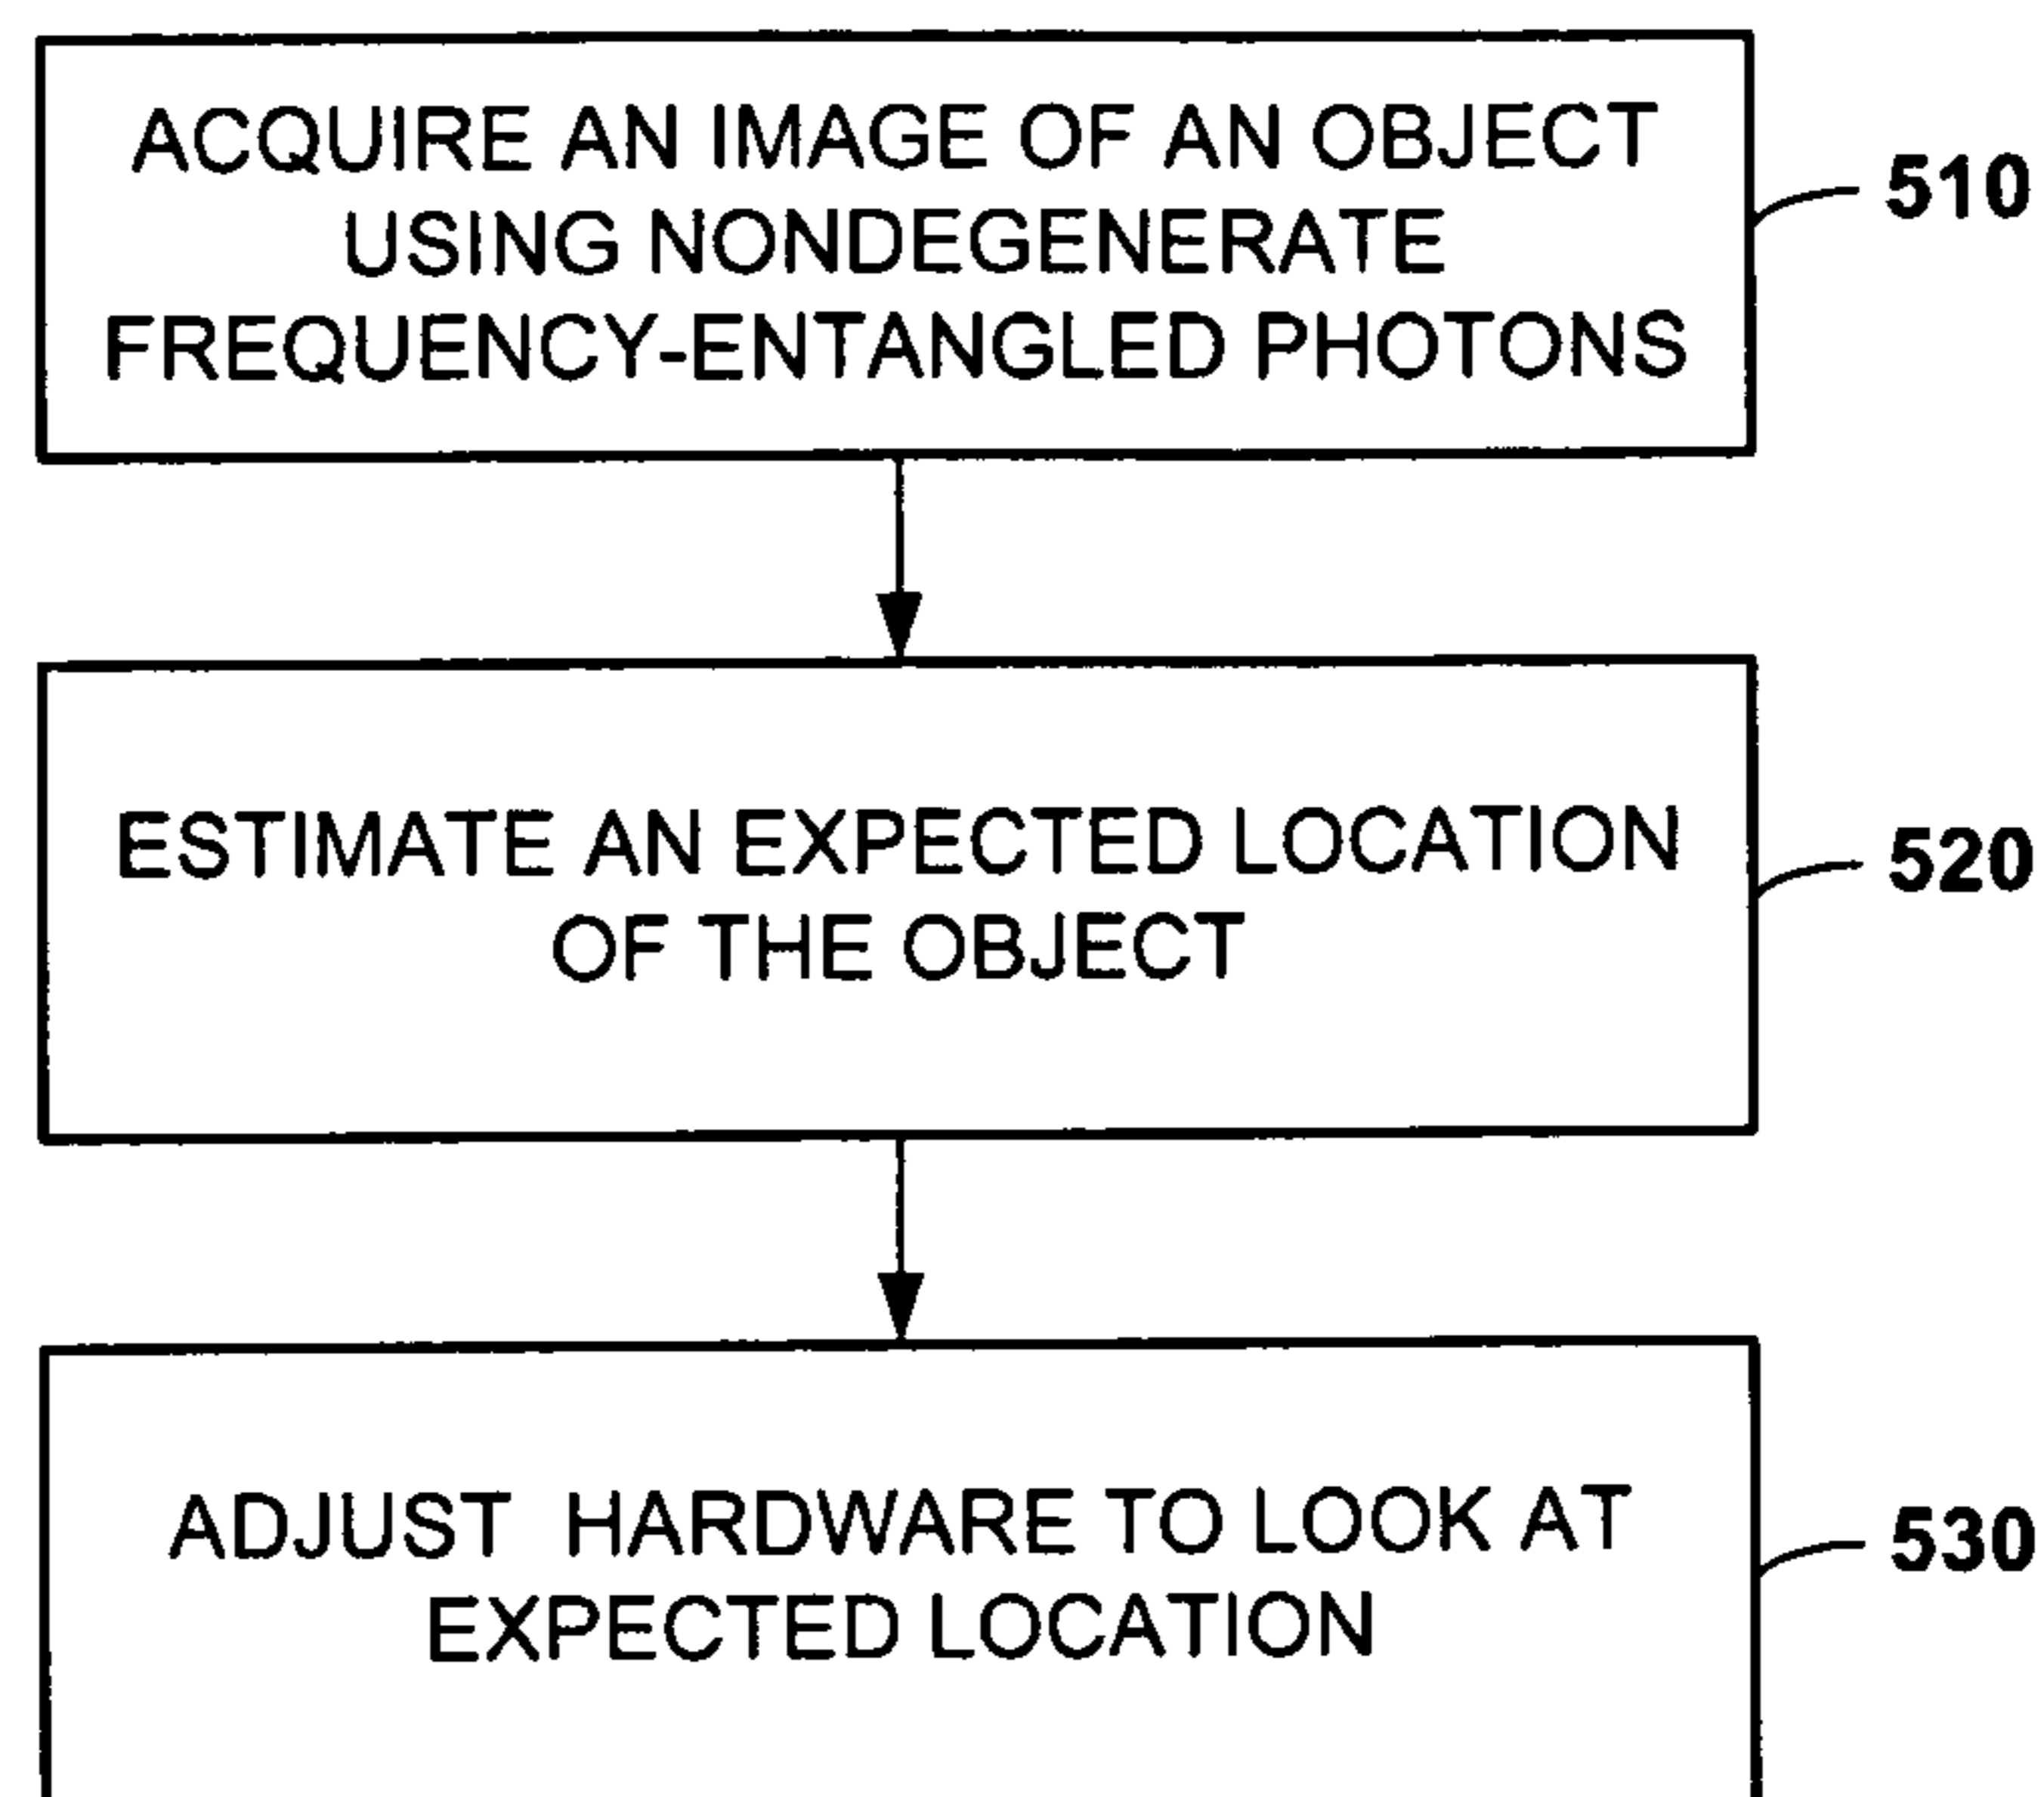 ACQUIRE AN IMAGE OF AN OBJECT
USING NONDEGENERATE
FREQUENCY-ENTANGLED PHOTONS
510
ESTIMATE AN EXPECTED LOCATION
OF THE OBJECT
520
ADJUST HARDWARE TO LOOK AT
EXPECTED LOCATION
530